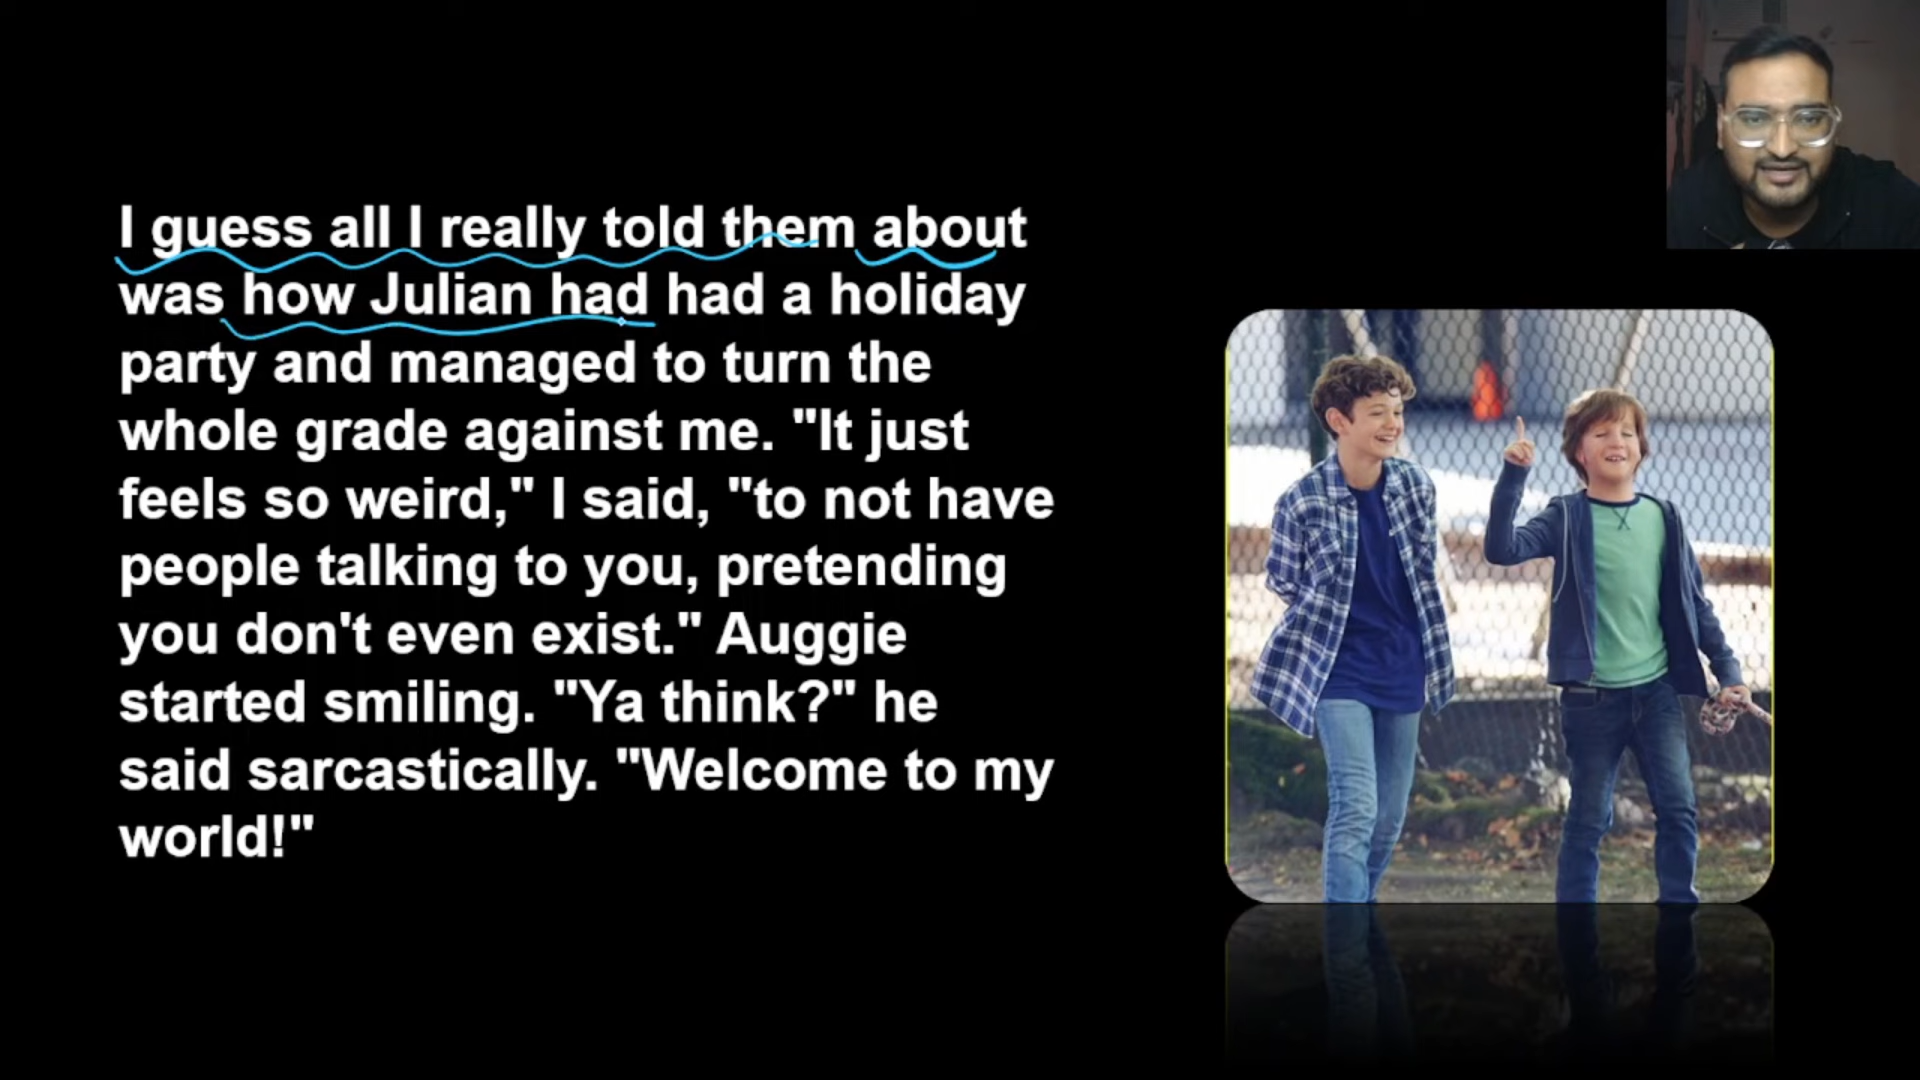 I guess all I really told them about
was how Julian had had a holiday
party and managed to turn the
whole grade against me. "It just
feels so weird," I said, "to not have
people talking to you, pretending
you don't even exist." Auggie
started smiling. "Ya think?" he
said sarcastically. "Welcome to my
world!"